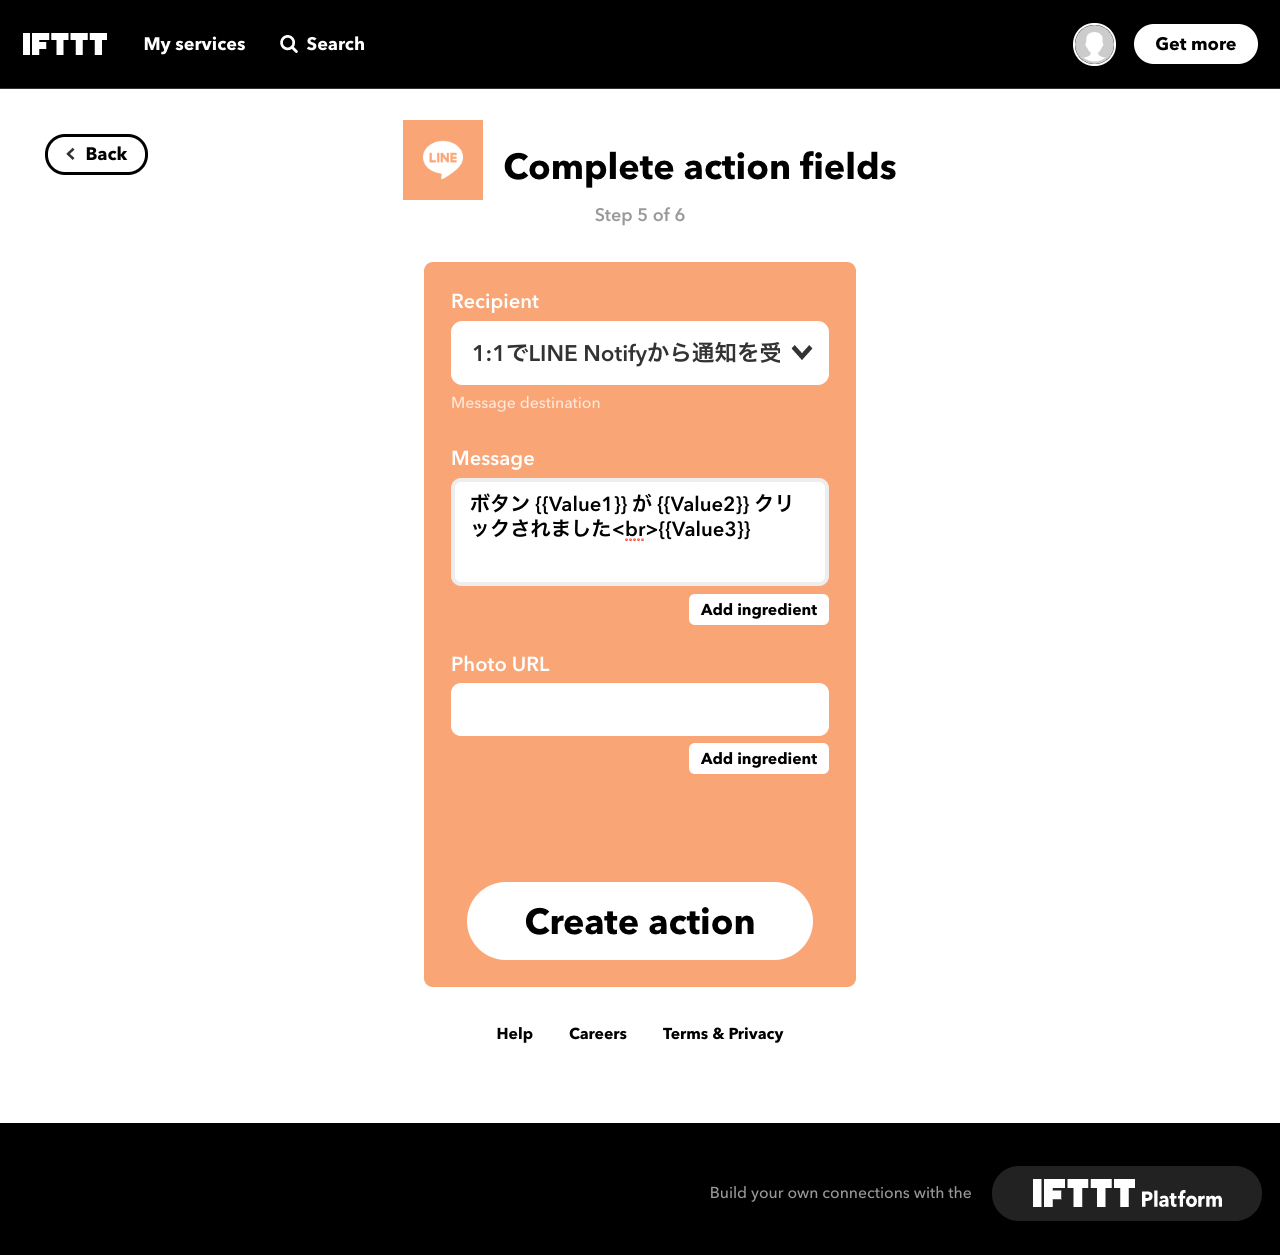 IFTTT My services Search Get more
Back
LINE
Complete action fields
Step 5 of 6
Recipient
1:1でLINE Notifyから通知を受
Message destination
Message
ボタン {{Value1}} が {{Value2}} クリ
ックされました<br>{{Value3}}
Add ingredient
Photo URL
Add ingredient
Create action
Help Careers Terms & Privacy
Build your own connections with the IFTTT Platform